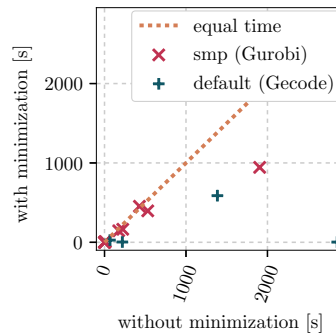 equal time
smp (Gurobi)
default (Gecode)
2000
1000
0
with minimization [s]
0
1000
2000
without minimization [s]